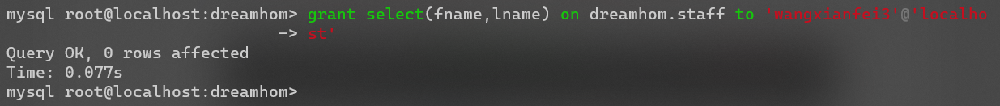 mysql root@localhost:dreamhom> grant select(fname,lname) on dreamhom.staff to 'wangxianfei3'@'localho
-> st'
Query OK, 0 rows affected
Time: 0.077s
mysql root@localhost:dreamhom>